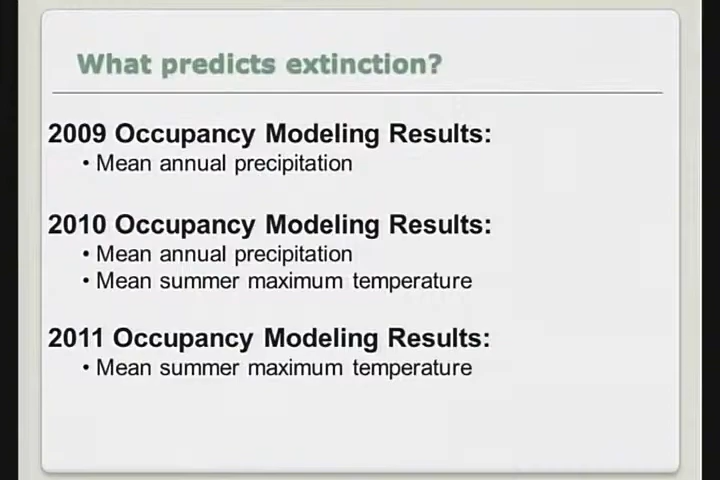 What predicts extinction?
2009 Occupancy Modeling Results:
• Mean annual precipitation
2010 Occupancy Modeling Results:
• Mean annual precipitation
• Mean summer maximum temperature
2011 Occupancy Modeling Results:
• Mean summer maximum temperature